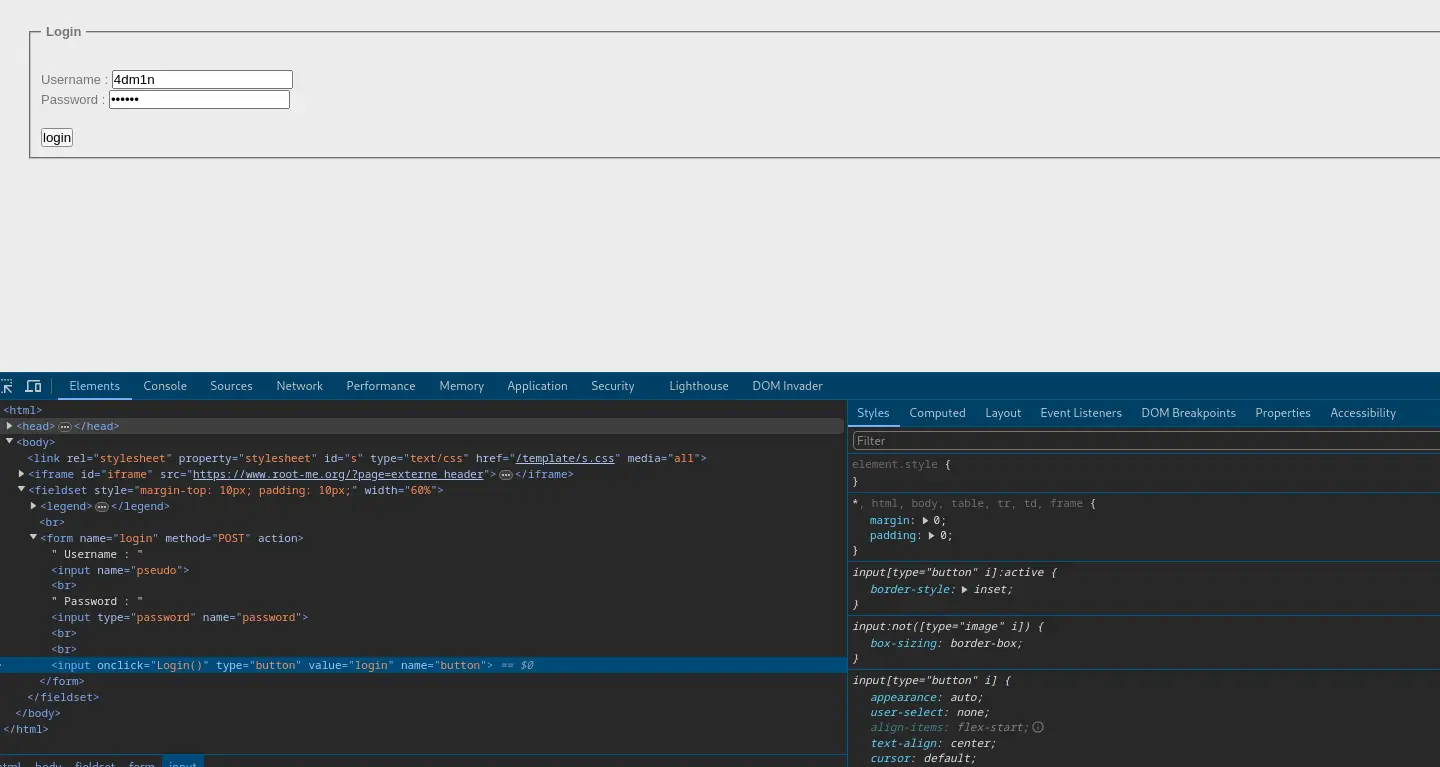 Login
Username : 4dm1n
Password : ••••••
login
Elements Console Sources Network Performance Memory Application Security Lighthouse DOM Invader
<html>
<head> ••• </head>
<body>
<link rel="stylesheet" property="stylesheet" id="s" type="text/css" href="/template/s.css" media="all">
<iframe id="iframe" src="https://www.root-me.org/?page=externe_header"> ••• </iframe>
<fieldset style="margin-top: 10px; padding: 10px;" width="60%">
<legend> ••• </legend>
<br>
<form name="login" method="POST" action>
" Username : "
<input name="pseudo">
<br>
" Password : "
<input type="password" name="password">
<br>
<br>
<input onclick="Login()" type="button" value="login" name="button"> == $0
</form>
</fieldset>
</body>
</html>
html body fieldset form input
Styles Computed Layout Event Listeners DOM Breakpoints Properties Accessibility
Filter
element.style {
}
*, html, body, table, tr, td, frame {
margin: 0;
padding: 0;
}
input[type="button" i]:active {
border-style: inset;
}
input:not([type="image" i]) {
box-sizing: border-box;
}
input[type="button" i] {
appearance: auto;
user-select: none;
align-items: flex-start;
text-align: center;
cursor: default;